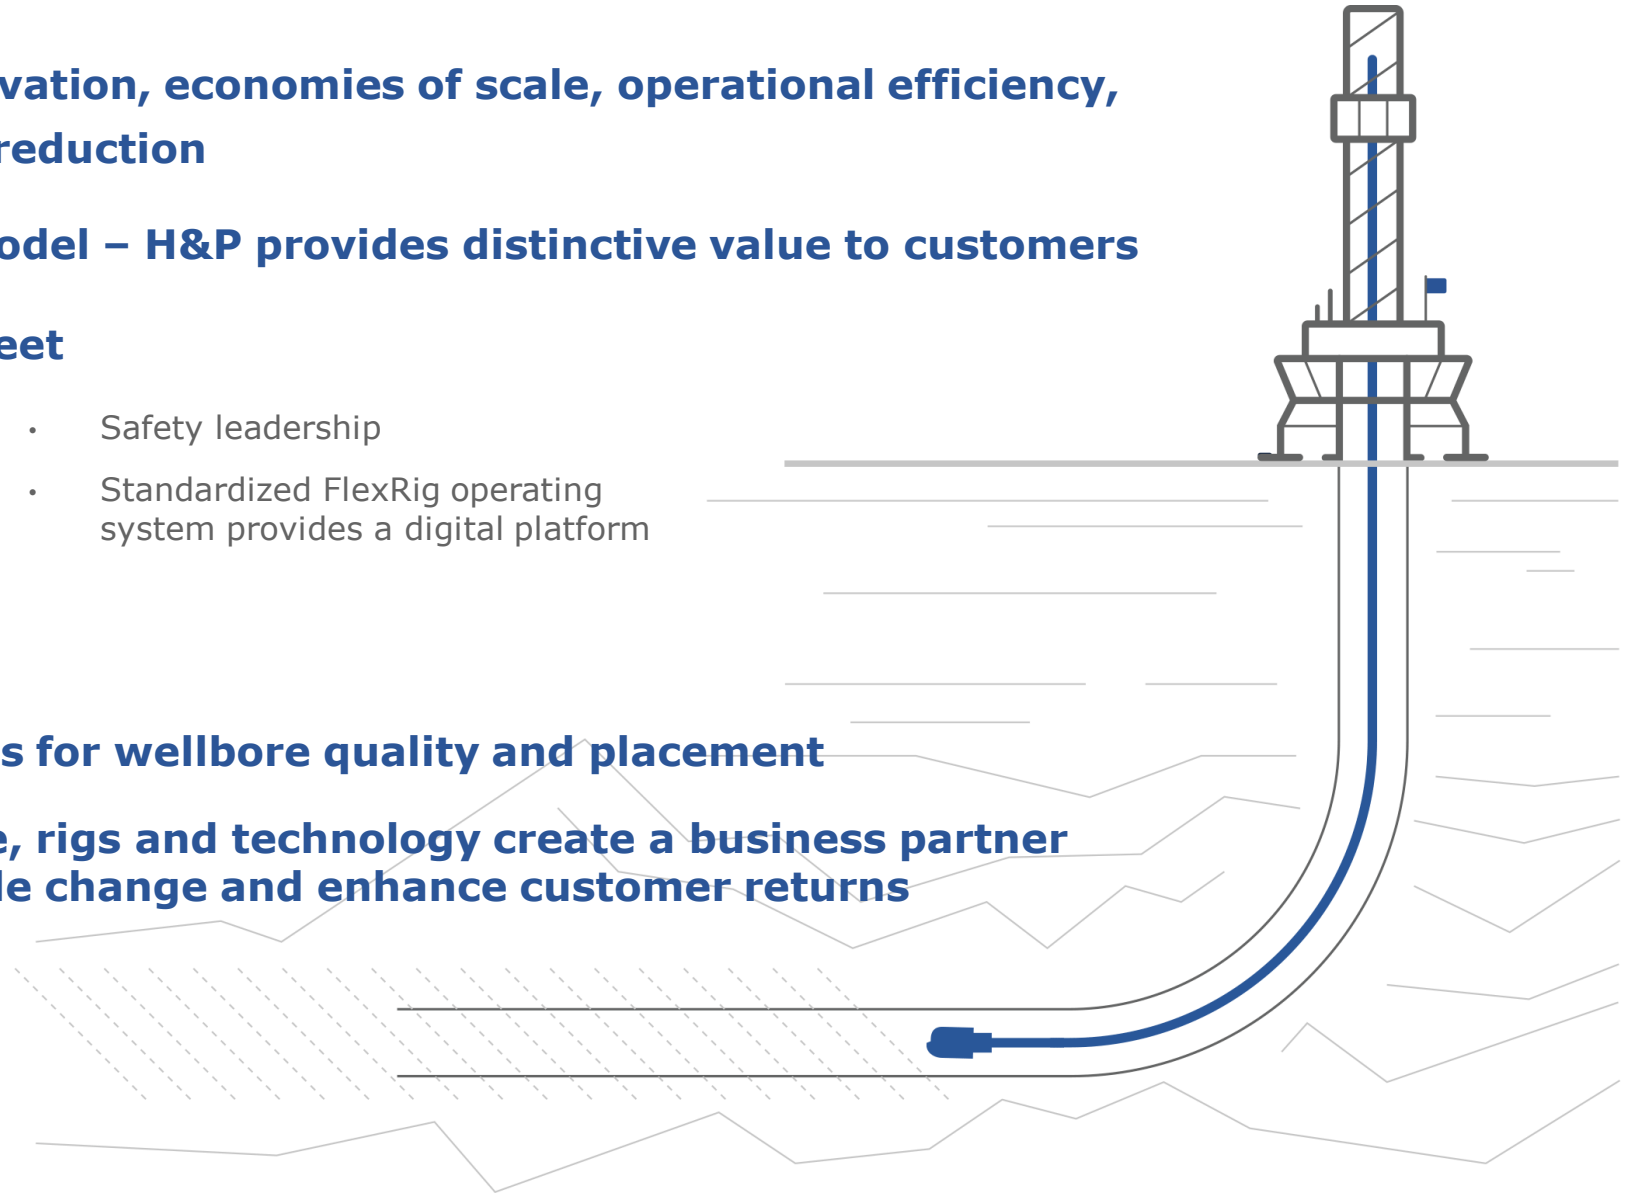 vation, economies of scale, operational efficiency,
reduction
odel – H&P provides distinctive value to customers
eet
• Safety leadership
• Standardized FlexRig operating
system provides a digital platform
s for wellbore quality and placement
e, rigs and technology create a business partner
le change and enhance customer returns